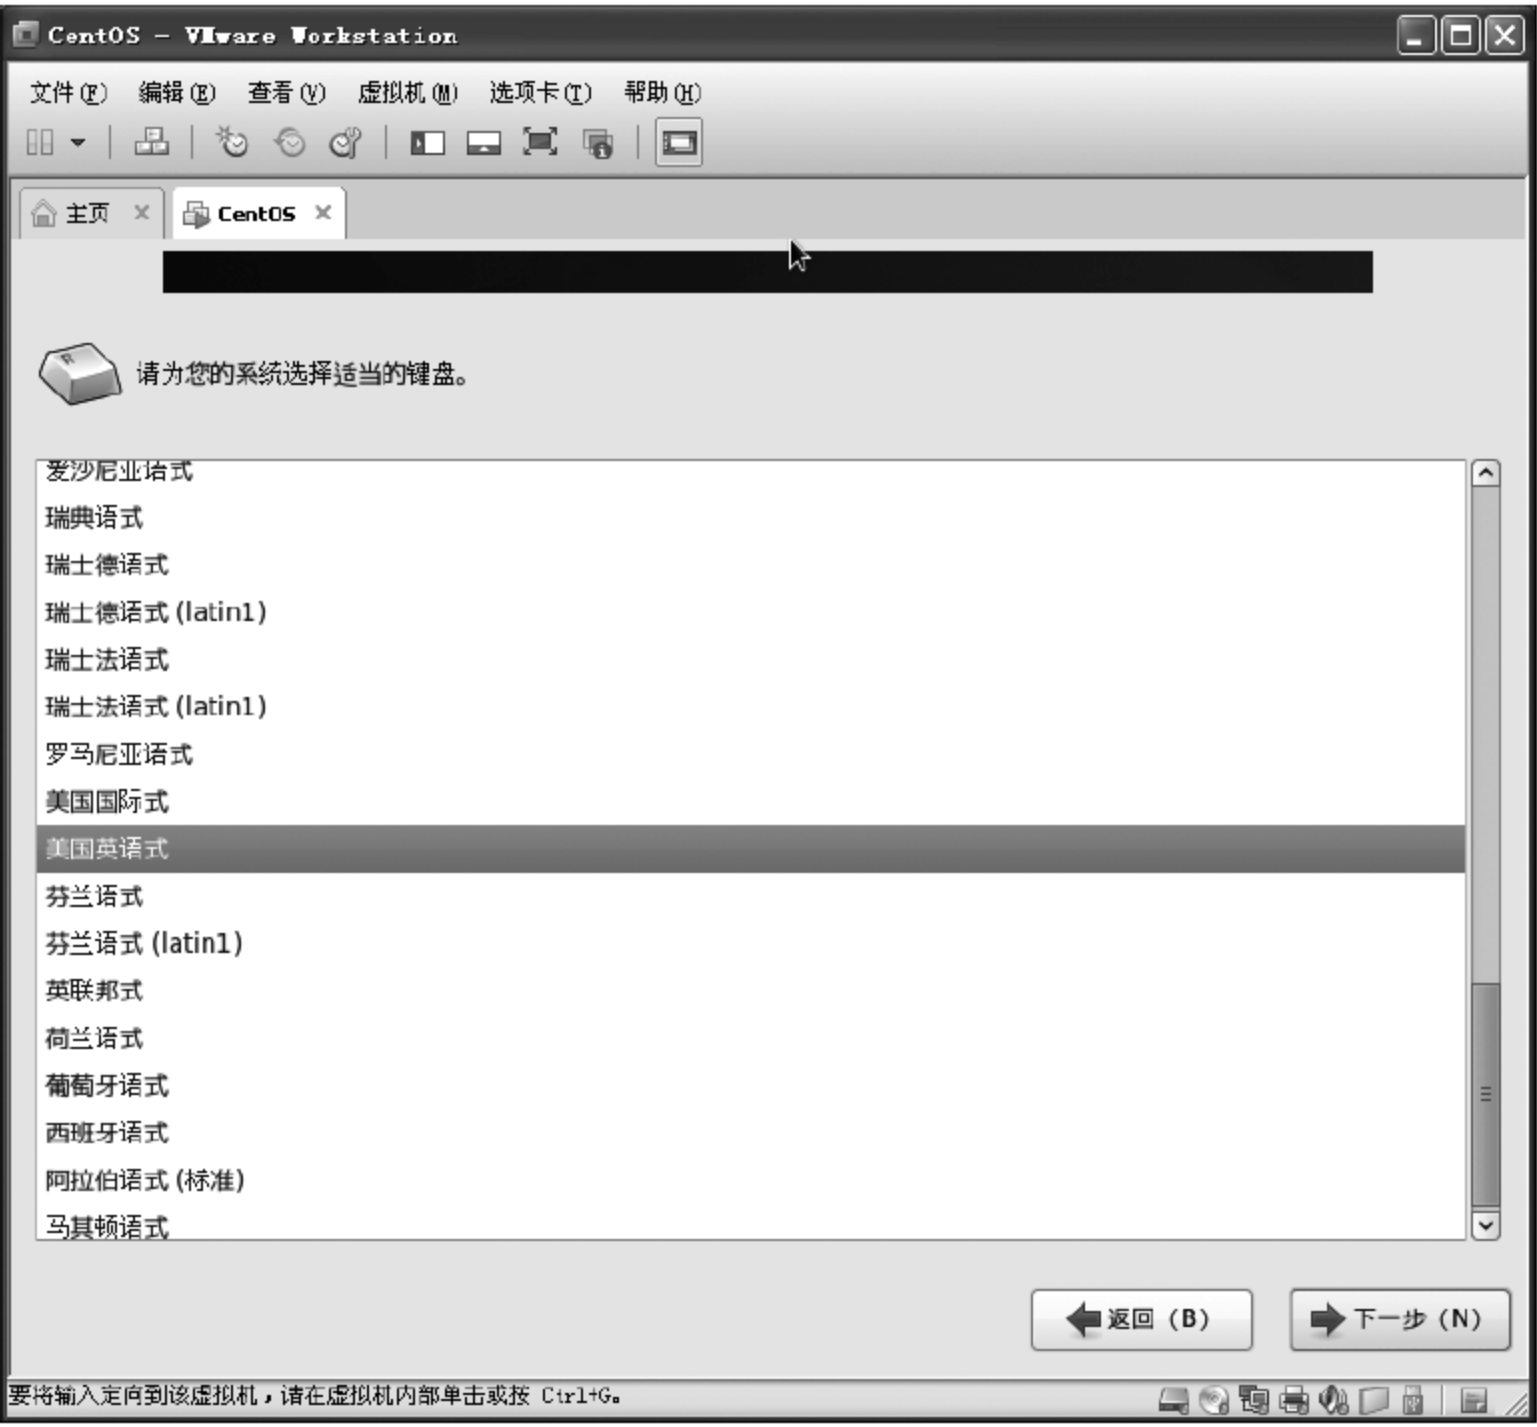 CentOS - VMware Workstation
文件(F) 编辑(E) 查看(V) 虚拟机(M) 选项卡(T) 帮助(H)
主页 CentOS
请为您的系统选择适当的键盘。
爱沙尼亚语式
瑞典语式
瑞士德语式
瑞士德语式 (latin1)
瑞士法语式
瑞士法语式 (latin1)
罗马尼亚语式
美国国际式
美国英语式
芬兰语式
芬兰语式 (latin1)
英联邦式
荷兰语式
葡萄牙语式
西班牙语式
阿拉伯语式 (标准)
马其顿语式
返回 (B) 下一步 (N)
要将输入定向到该虚拟机，请在虚拟机内部单击或按 Ctrl+G。